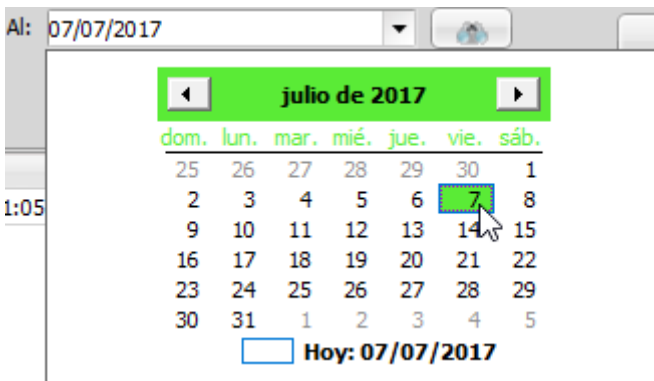 Al: 07/07/2017
julio de 2017
dom. lun. mar. mié. jue. vie. sáb.
25 26 27 28 29 30 1
2 3 4 5 6 7 8
1:05
9 10 11 12 13 14 15
16 17 18 19 20 21 22
23 24 25 26 27 28 29
30 31 1 2 3 4 5
Hoy: 07/07/2017